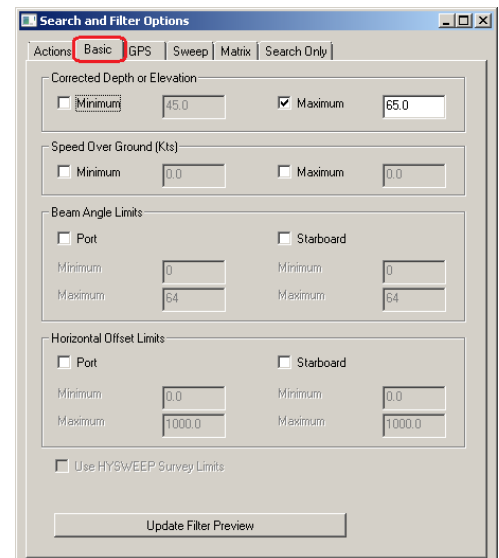 Search and Filter Options
Actions Basic GPS Sweep Matrix Search Only
Corrected Depth or Elevation
Minimum 45.0 Maximum 65.0
Speed Over Ground (Kts)
Minimum 0.0 Maximum 0.0
Beam Angle Limits
Port Starboard
Minimum 0 Minimum 0
Maximum 64 Maximum 64
Horizontal Offset Limits
Port Starboard
Minimum 0.0 Minimum 0.0
Maximum 1000.0 Maximum 1000.0
Use HYSWEEP Survey Limits
Update Filter Preview